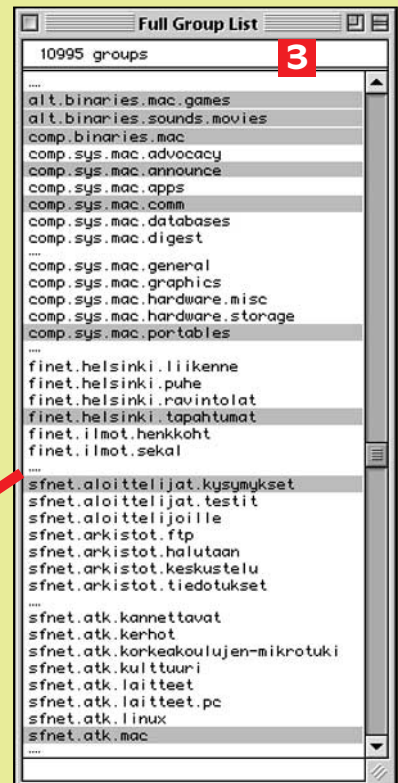 Full Group List
10995 groups
3
....
alt.binaries.mac.games
alt.binaries.sounds.movies
comp.binaries.mac
comp.sys.mac.advocacy
comp.sys.mac.announce
comp.sys.mac.apps
comp.sys.mac.comm
comp.sys.mac.databases
comp.sys.mac.digest
....
comp.sys.mac.general
comp.sys.mac.graphics
comp.sys.mac.hardware.misc
comp.sys.mac.hardware.storage
comp.sys.mac.portables
....
finet.helsinki.liikenne
finet.helsinki.puhe
finet.helsinki.ravintolat
finet.helsinki.tapahtumat
finet.ilmot.henkkoht
finet.ilmot.sekal
....
sfnet.aloittelijat.kysymykset
sfnet.aloittelijat.testit
sfnet.aloittelijoille
sfnet.arkistot.ftp
sfnet.arkistot.halutaan
sfnet.arkistot.keskustelu
sfnet.arkistot.tiedotukset
....
sfnet.atk.kannettavat
sfnet.atk.kerhot
sfnet.atk.korkeakoulujen-mikrotuki
sfnet.atk.kulttuuri
sfnet.atk.laitteet
sfnet.atk.laitteet.pc
sfnet.atk.linux
sfnet.atk.mac
....